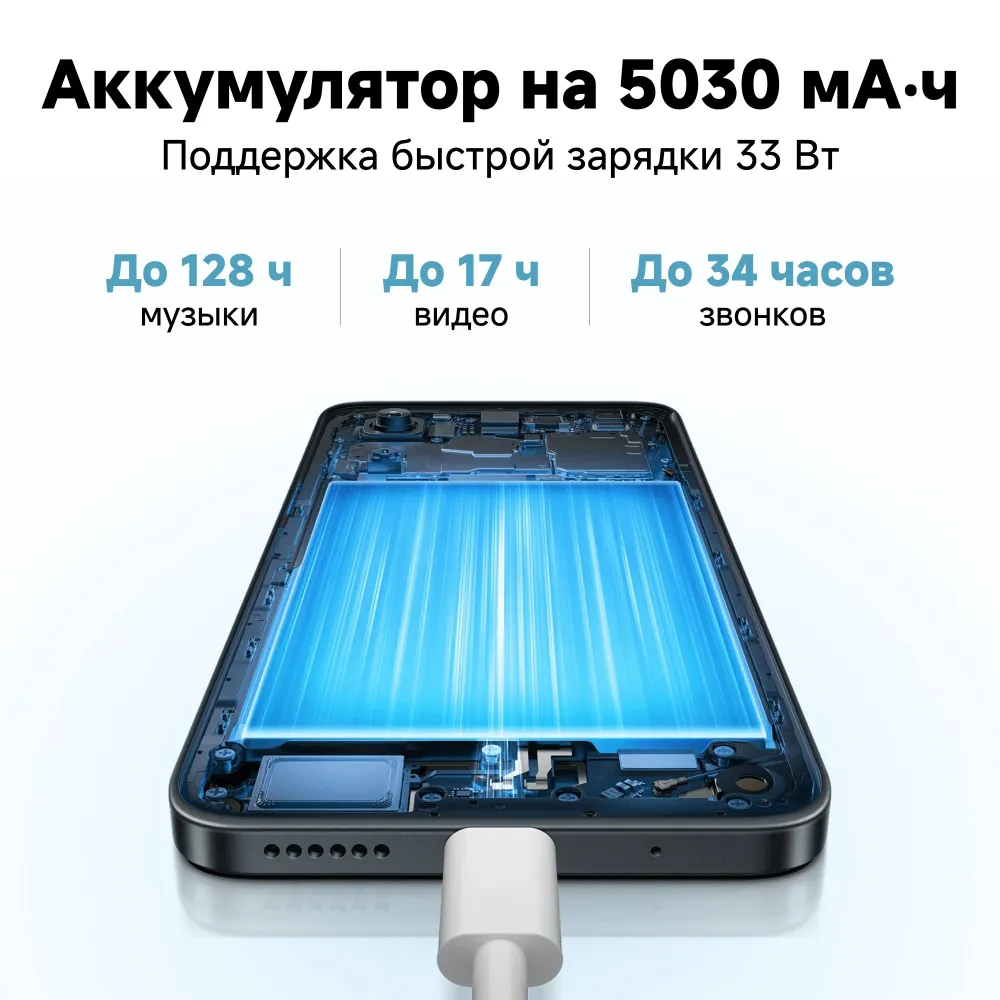 Аккумулятор на 5030 мА·ч
Поддержка быстрой зарядки 33 Вт
До 128 ч
музыки
До 17 ч
видео
До 34 часов
звонков